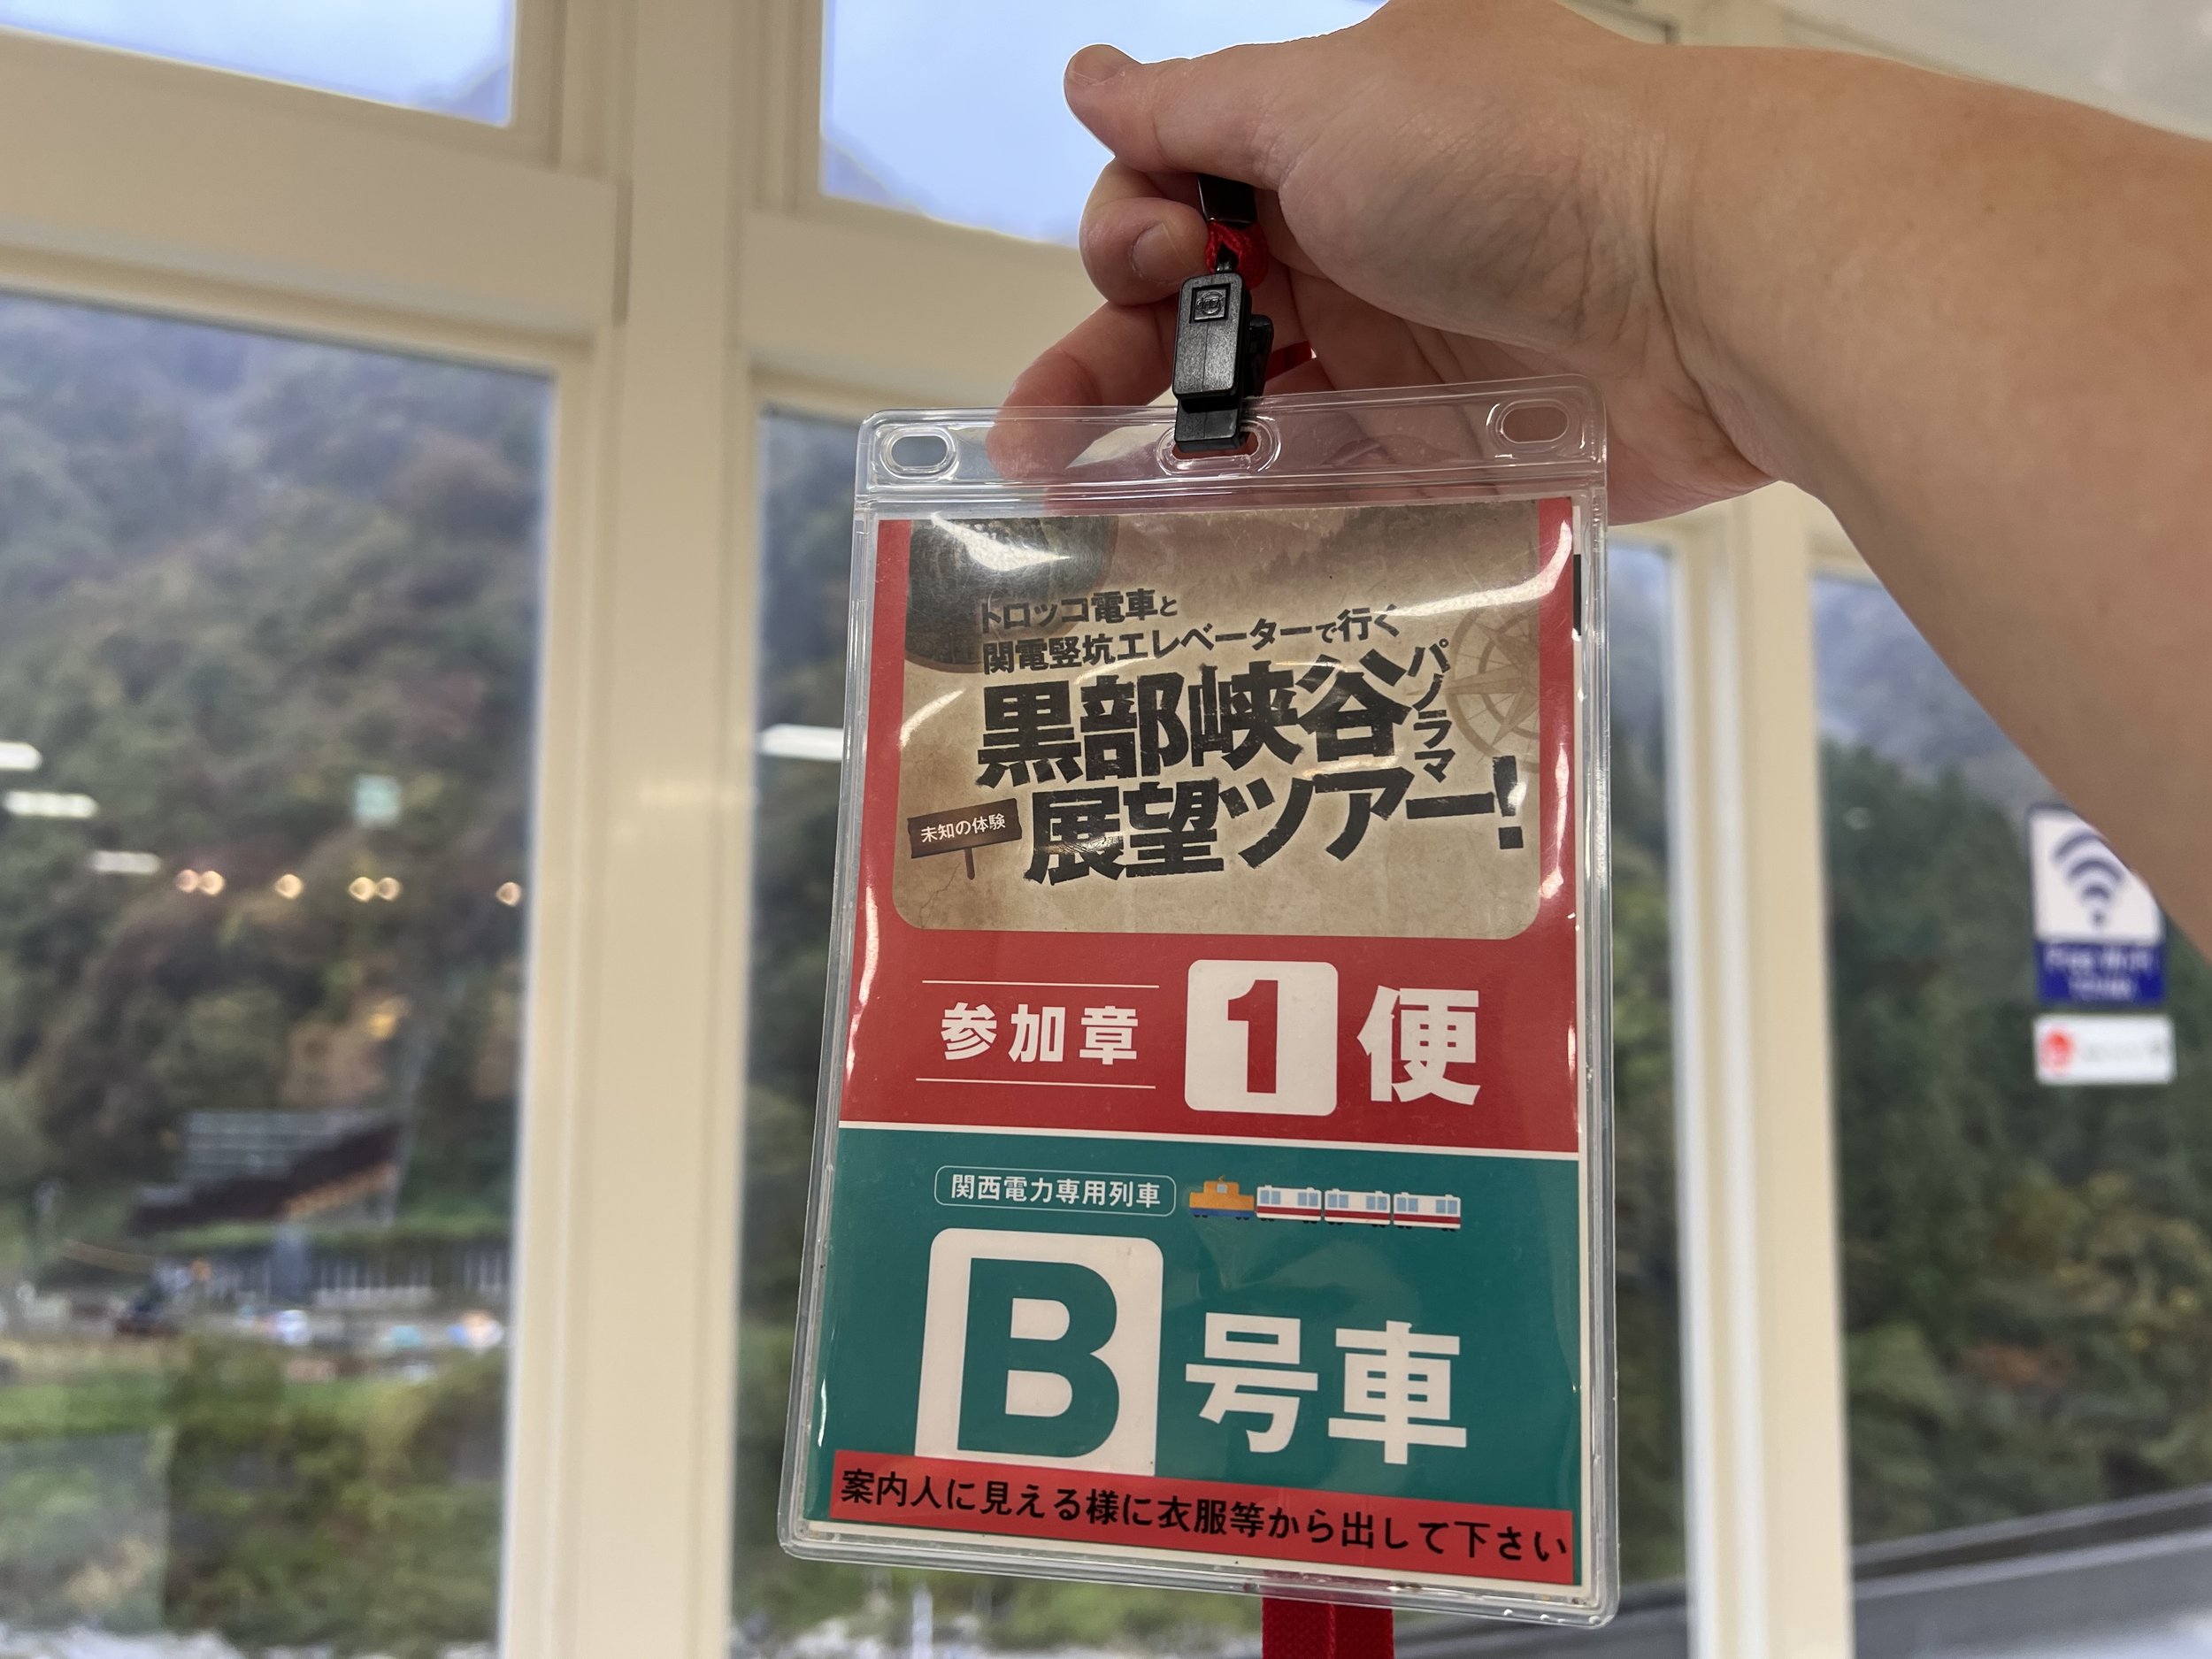 トロッコ電車と
関電竪坑エレベーターで行く
黒部峡谷
パノラマ
展望ツアー!
未知の体験
参加章 1便
関西電力専用列車
B号車
案内人に見える様に衣服等から出して下さい